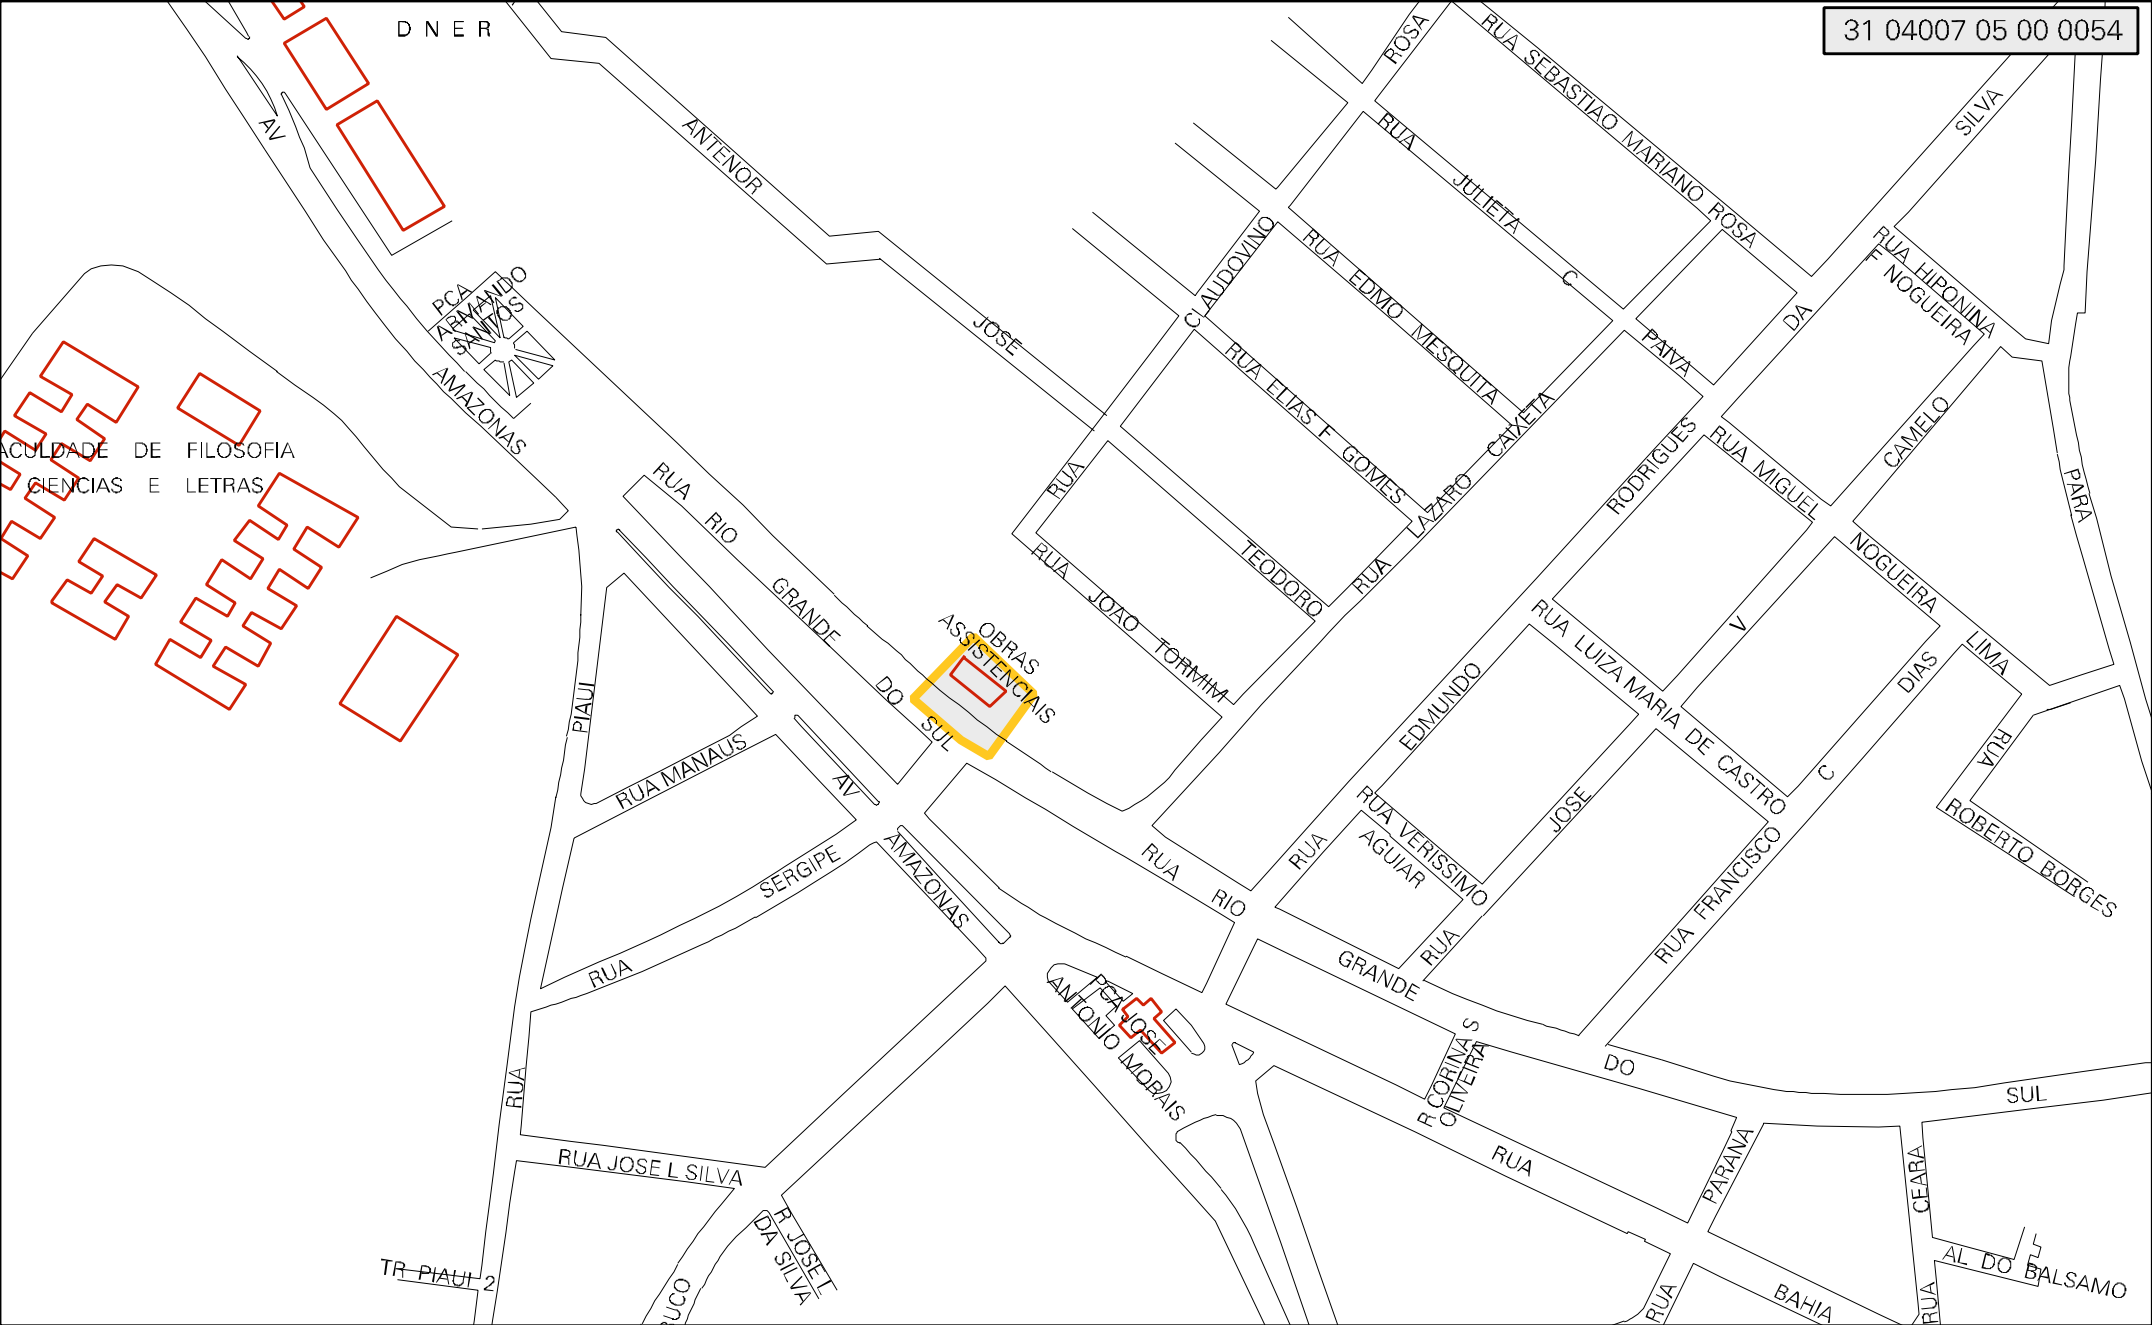 31 04007 05 00 0054
D N E R
AV
AMAZONAS
ANTENOR
JOSE
TEODORO
ROSA
RUA SEBASTIAO MARIANO ROSA
RUA JULIETA C PAIVA
SILVA
DA
RODRIGUES
EDMUNDO
RUA
RUA HIPONINA
F NOGUEIRA
PCA
ARMANDO
SANTOS
RUA EDMO MESQUITA
CLAUDOVINO
RUA
RUA ELIAS F GOMES
LAZARO CAIXETA
RUA
RUA MIGUEL
NOGUEIRA
LIMA
CAMELO
V
JOSE
RUA
PARA
ACULDADE DE FILOSOFIA
CIENCIAS E LETRAS
RUA RIO GRANDE DO SUL
RUA JOAO TORMIM
OBRAS
ASSISTENCIAIS
RUA LUIZA MARIA DE CASTRO
DIAS
C
RUA FRANCISCO
RUA
ROBERTO BORGES
PIAUI
RUA
RUA MANAUS
AV
AMAZONAS
RUA SERGIPE
RUA VERISSIMO
AGUIAR
RUA RIO GRANDE DO SUL
PCA JOSE
ANTONIO MORAIS
R CORINA S
OLIVEIRA
RUA
BAHIA
PARANA
RUA
CEARA
RUA
AL DO BALSAMO
RUA JOSE L SILVA
R JOSE L
DA SILVA
TR PIAUI 2
UCO